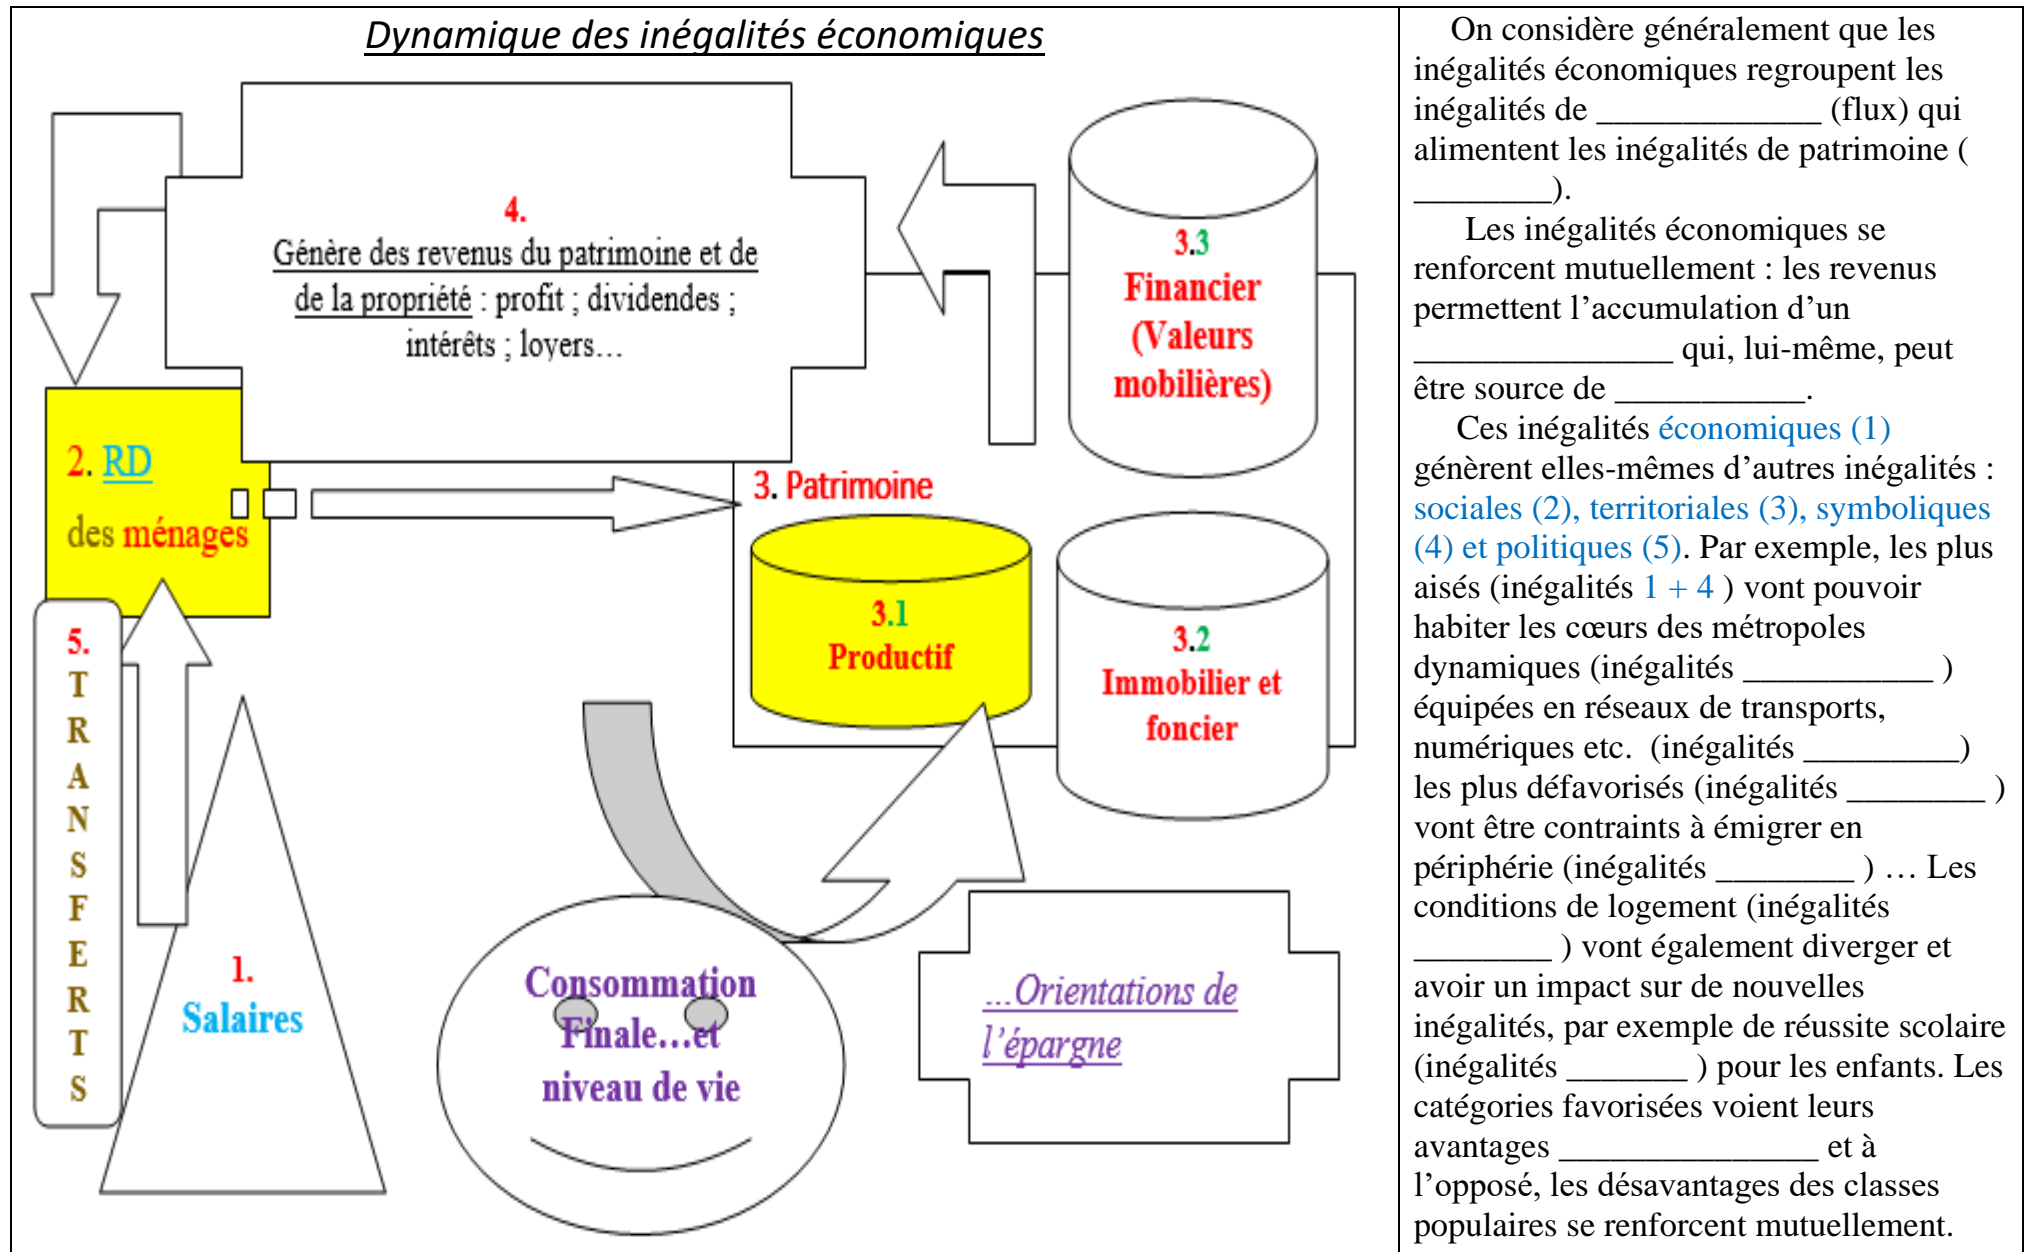 Dynamique des inégalités économiques
4.
Génère des revenus du patrimoine et de
de la propriété : profit ; dividendes ;
intérêts ; loyers…
3.3
Financier
(Valeurs
mobilières)
2. RD
des ménages
3. Patrimoine
3.1
Productif
3.2
Immobilier et
foncier
5.
T
R
A
N
S
F
E
R
T
S
1.
Salaires
Consommation
Finale…et
niveau de vie
…Orientations de
l’épargne
On considère généralement que les
inégalités économiques regroupent les
inégalités de _____________ (flux) qui
alimentent les inégalités de patrimoine (
________).
Les inégalités économiques se
renforcent mutuellement : les revenus
permettent l’accumulation d’un
_______________ qui, lui-même, peut
être source de ___________.
Ces inégalités économiques (1)
génèrent elles-mêmes d’autres inégalités :
sociales (2), territoriales (3), symboliques
(4) et politiques (5). Par exemple, les plus
aisés (inégalités 1 + 4 ) vont pouvoir
habiter les cœurs des métropoles
dynamiques (inégalités ___________ )
équipées en réseaux de transports,
numériques etc. (inégalités _________)
les plus défavorisés (inégalités ________ )
vont être contraints à émigrer en
périphérie (inégalités ________ ) … Les
conditions de logement (inégalités
________ ) vont également diverger et
avoir un impact sur de nouvelles
inégalités, par exemple de réussite scolaire
(inégalités _______ ) pour les enfants. Les
catégories favorisées voient leurs
avantages _______________ et à
l’opposé, les désavantages des classes
populaires se renforcent mutuellement.